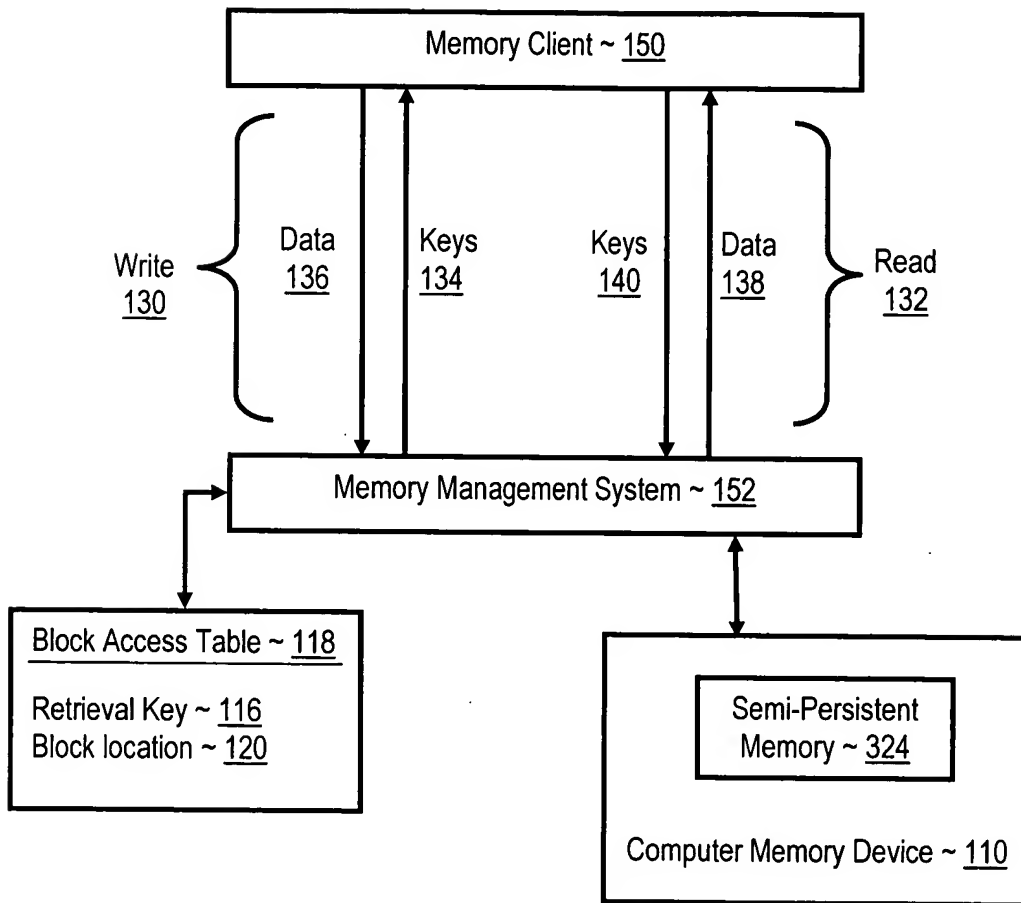 Memory Client ~ 150
Write
130
Data
136
Keys
134
Keys
140
Data
138
Read
132
Memory Management System ~ 152
Block Access Table ~ 118
Retrieval Key ~ 116
Block location ~ 120
Semi-Persistent
Memory ~ 324
Computer Memory Device ~ 110